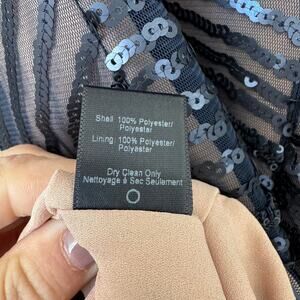 Shell 100% Polyester/
Polyestar
Lining: 100% Polyester/
Polyestar
Dry Clean Only
Nettoyage à Sec Seulement